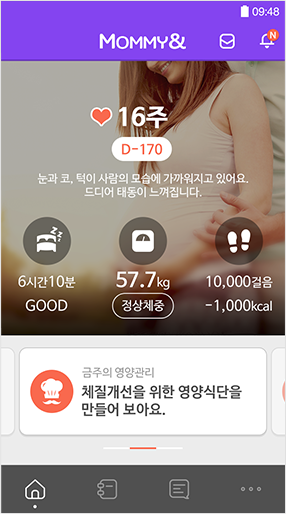 09:48
MOMMY&
N
16주
D-170
눈과 코, 턱이 사람의 모습에 가까워지고 있어요.
드디어 태동이 느껴집니다.
6시간10분
GOOD
57.7kg
정상체중
10,000걸음
-1,000kcal
금주의 영양관리
체질개선을 위한 영양식단을
만들어 보아요.